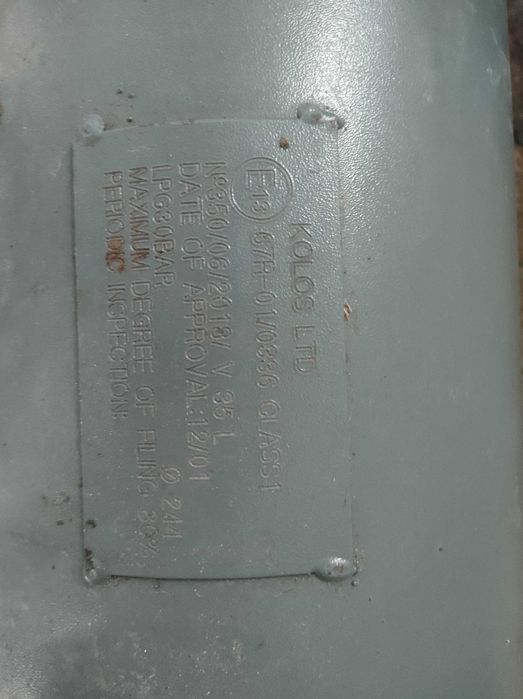 KOLOS LTD
E13 67R-01/0336 CLASS1
Nº350/06/2018/ V 35 L
DATE OF APPROVAL:12/01
LPG30BAP Ø 244
MAXIMUM DEGREE OF FILING 80%
PERIODIC INSPECTION: